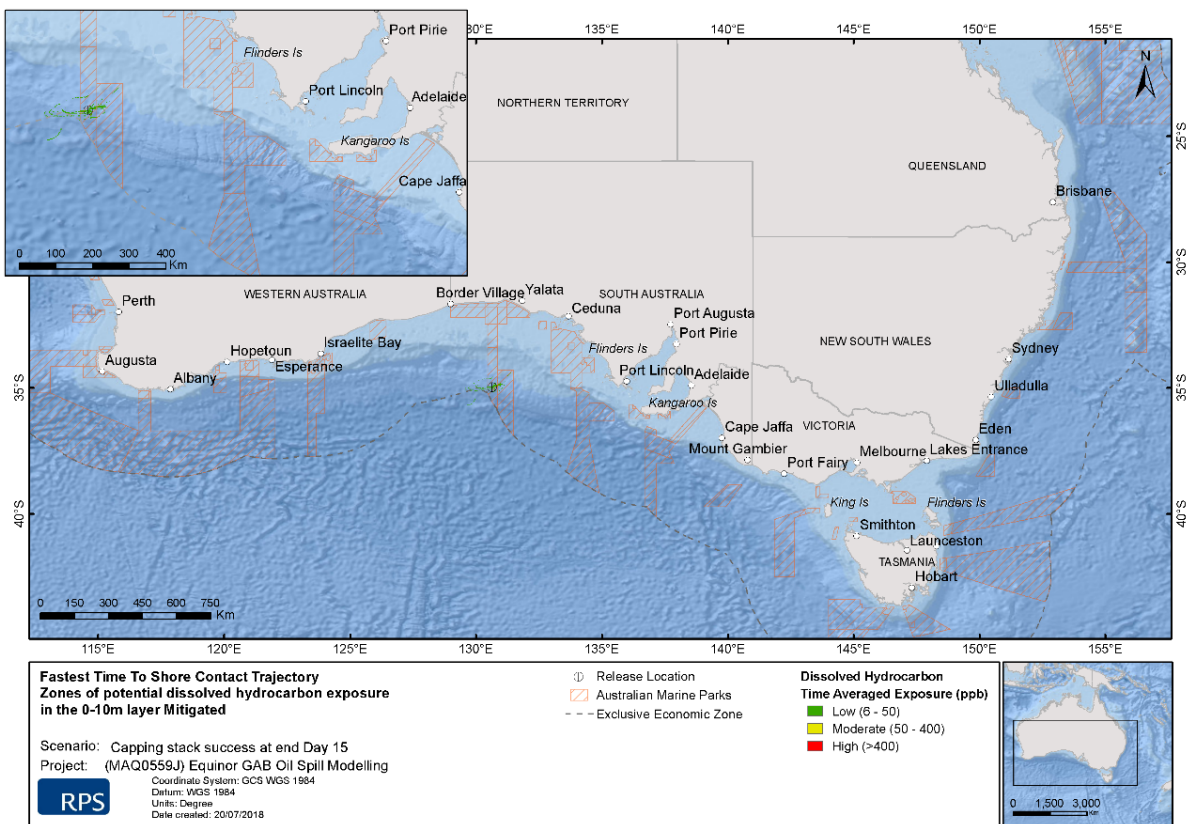 130°E
135°E
140°E
145°E
150°E
155°E
Port Pirie
Flinders Is
Port Lincoln
Adelaide
Kangaroo Is
Cape Jaffa
0 100 200 300 400
Km
N
NORTHERN TERRITORY
QUEENSLAND
Brisbane
25°S
30°S
WESTERN AUSTRALIA
SOUTH AUSTRALIA
NEW SOUTH WALES
Perth
Border Village
Yalata
Ceduna
Port Augusta
Port Pirie
Augusta
Hopetoun
Israelite Bay
Esperance
Albany
Flinders Is
Port Lincoln
Adelaide
Kangaroo Is
Sydney
Ulladulla
35°S
35°S
Cape Jaffa
VICTORIA
Eden
Mount Gambier
Melbourne
Lakes Entrance
Port Fairy
King Is
Flinders Is
40°S
40°S
Smithton
Launceston
TASMANIA
Hobart
0 150 300 450 600 750
Km
115°E
120°E
125°E
130°E
135°E
140°E
145°E
150°E
155°E
Fastest Time To Shore Contact Trajectory
Zones of potential dissolved hydrocarbon exposure
in the 0-10m layer Mitigated
Scenario: Capping stack success at end Day 15
Project: (MAQ0559J) Equinor GAB Oil Spill Modelling
RPS
Coordinate System: GCS WGS 1984
Datum: WGS 1984
Units: Degree
Date created: 20/07/2018
Release Location
Australian Marine Parks
Exclusive Economic Zone
Dissolved Hydrocarbon
Time Averaged Exposure (ppb)
Low (6 - 50)
Moderate (50 - 400)
High (>400)
0 1,500 3,000
Km